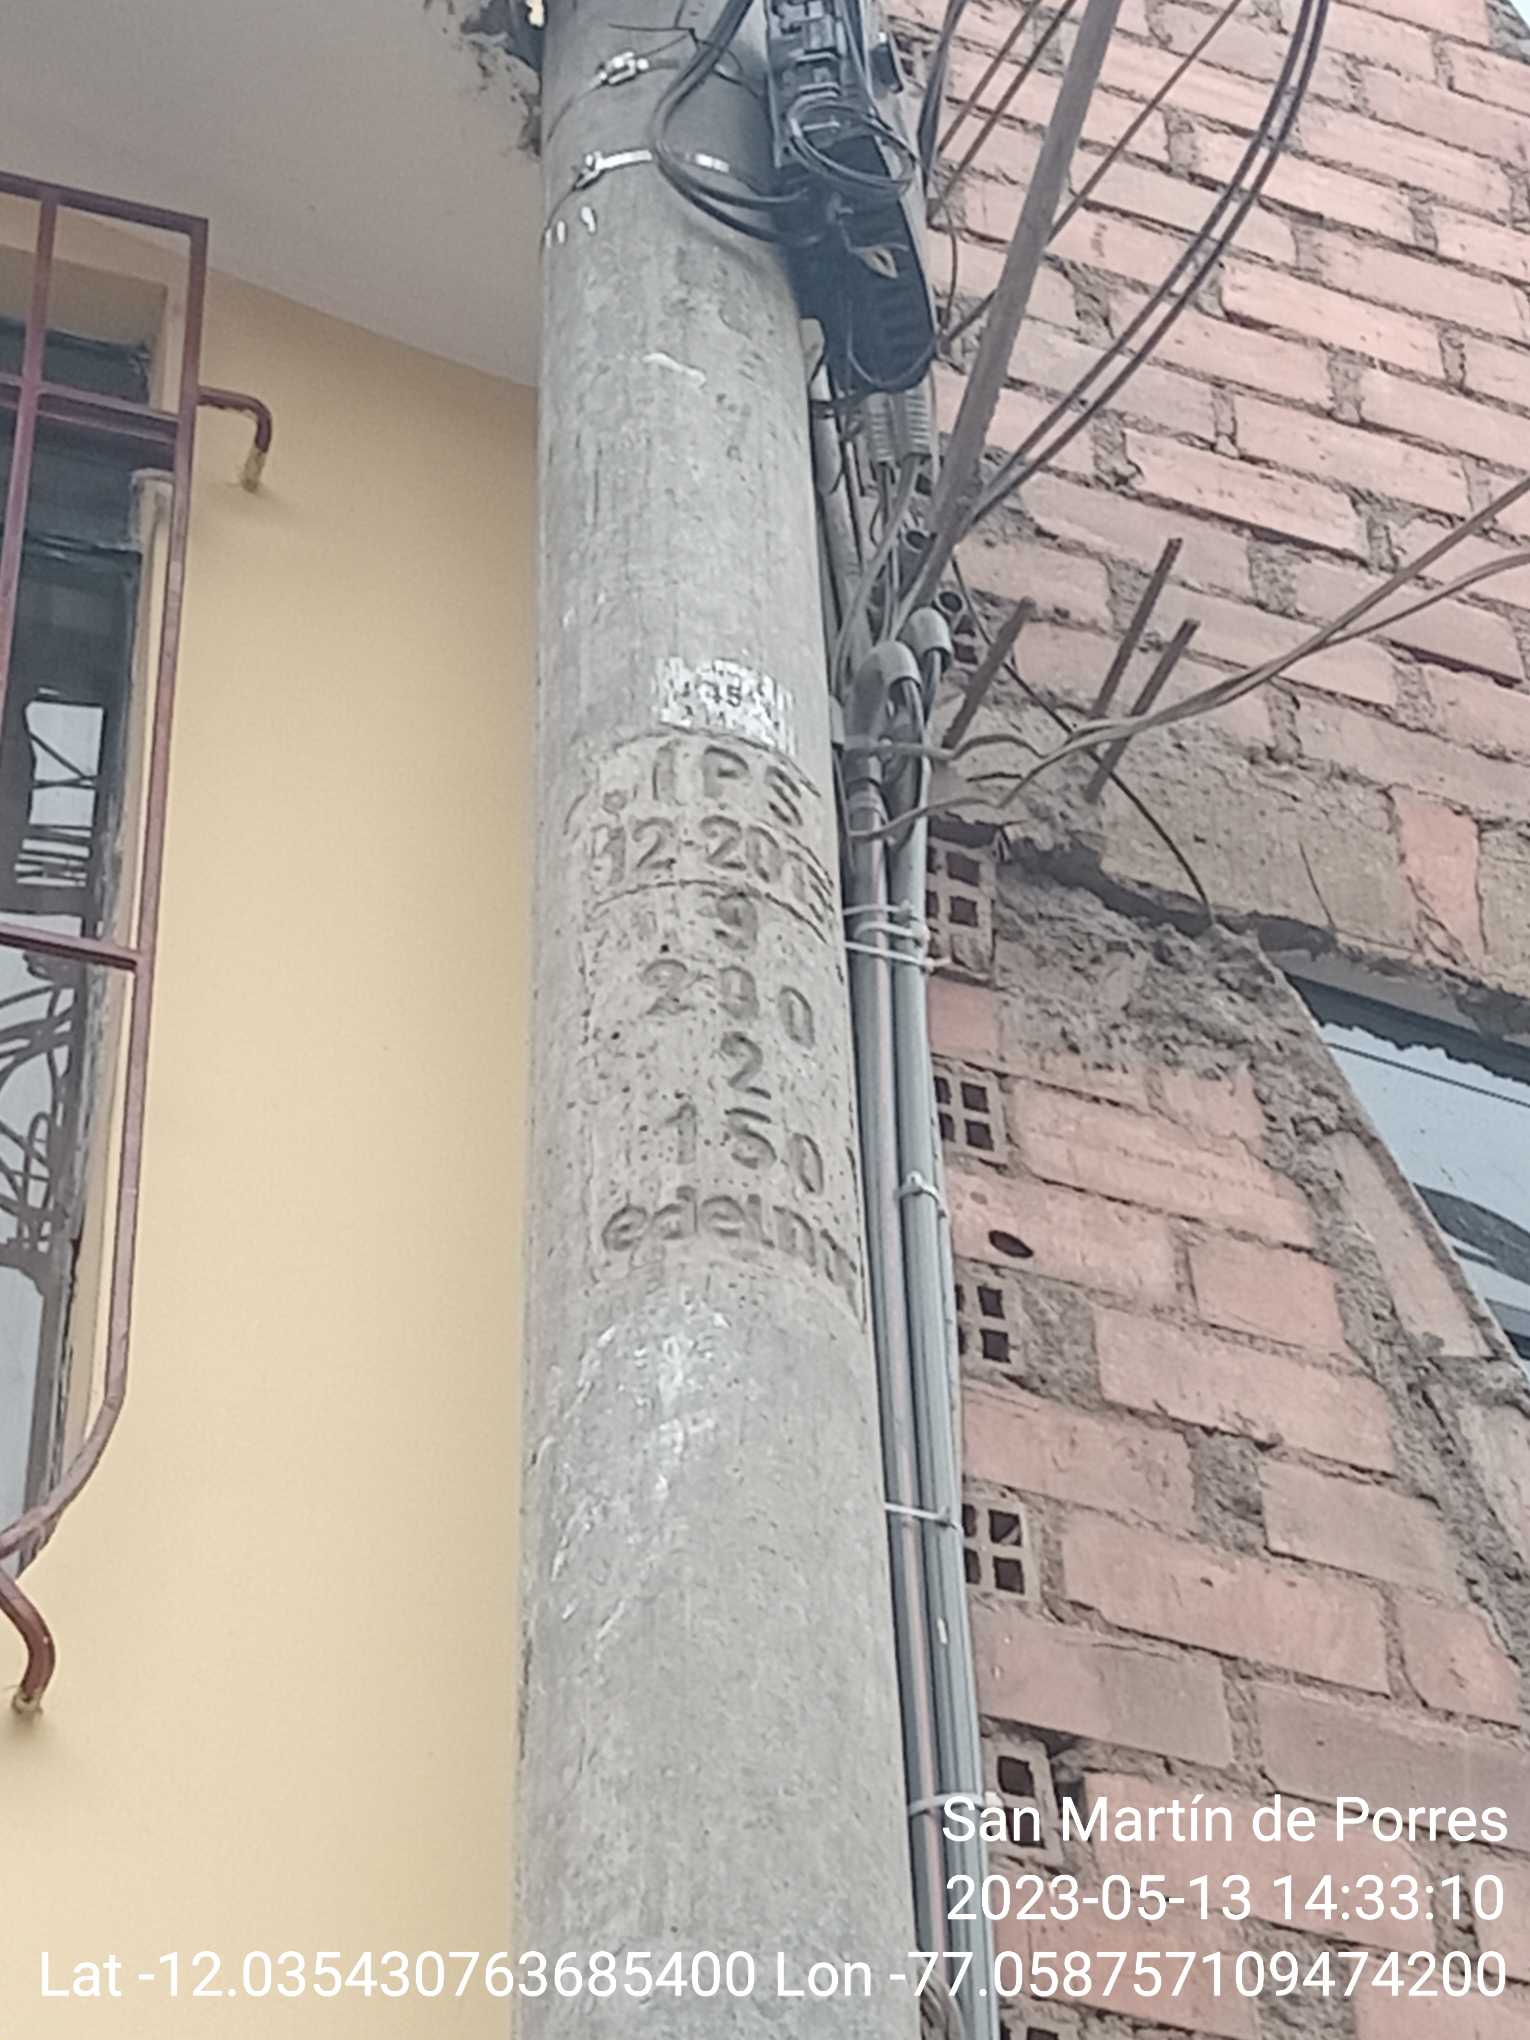 IPS
12-2013
9
200
2
150
edelnor
San Martín de Porres
2023-05-13 14:33:10
Lat -12.035430763685400 Lon -77.058757109474200